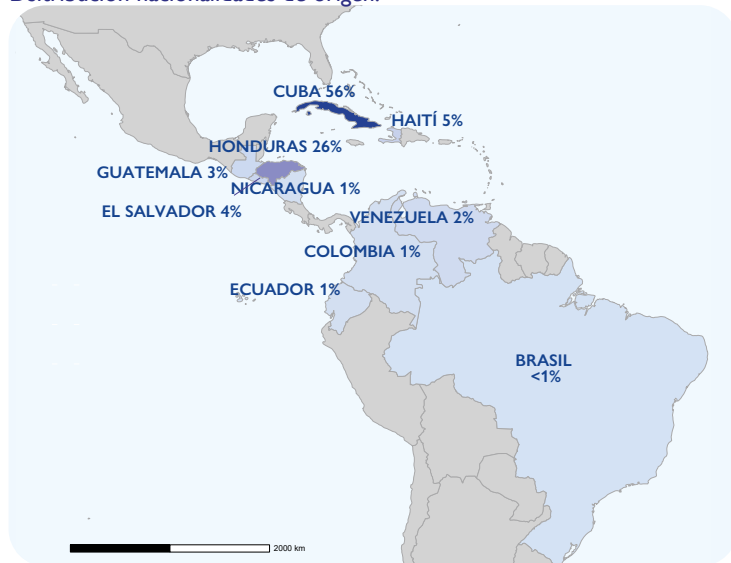 CUBA 56%
HAITÍ 5%
HONDURAS 26%
GUATEMALA 3%
NICARAGUA 1%
EL SALVADOR 4%
VENEZUELA 2%
COLOMBIA 1%
ECUADOR 1%
BRASIL
<1%
2000 km